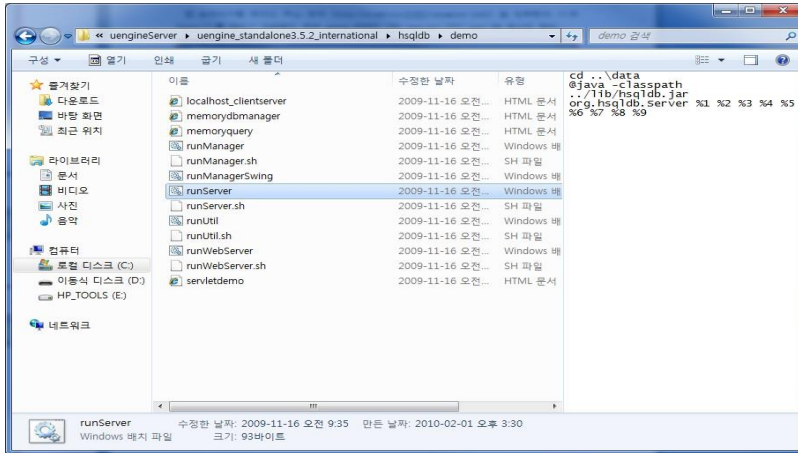 « uengineServer ▸ uengine_standalone3.5.2_international ▸ hsqldb ▸ demo
demo 검색
구성 열기 인쇄 굽기 새 폴더
즐겨찾기
다운로드
바탕 화면
최근 위치
라이브러리
문서
비디오
사진
음악
컴퓨터
로컬 디스크 (C:)
이동식 디스크 (D:)
HP_TOOLS (E:)
네트워크
이름 수정한 날짜 유형
localhost_clientserver 2009-11-16 오전... HTML 문서
memorydbmanager 2009-11-16 오전... HTML 문서
memoryquery 2009-11-16 오전... HTML 문서
runManager 2009-11-16 오전... Windows 배
runManager.sh 2009-11-16 오전... SH 파일
runManagerSwing 2009-11-16 오전... Windows 배
runServer 2009-11-16 오전... Windows 배
runServer.sh 2009-11-16 오전... SH 파일
runUtil 2009-11-16 오전... Windows 배
runUtil.sh 2009-11-16 오전... SH 파일
runWebServer 2009-11-16 오전... Windows 배
runWebServer.sh 2009-11-16 오전... SH 파일
servletdemo 2009-11-16 오전... HTML 문서
cd ..\data
@java -classpath
../lib/hsqldb.jar
org.hsqldb.Server %1 %2 %3 %4 %5
%6 %7 %8 %9
runServer 수정한 날짜: 2009-11-16 오전 9:35 만든 날짜: 2010-02-01 오후 3:30
Windows 배치 파일 크기: 93바이트